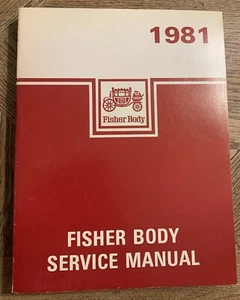 1981
Fisher Body
FISHER BODY
SERVICE MANUAL